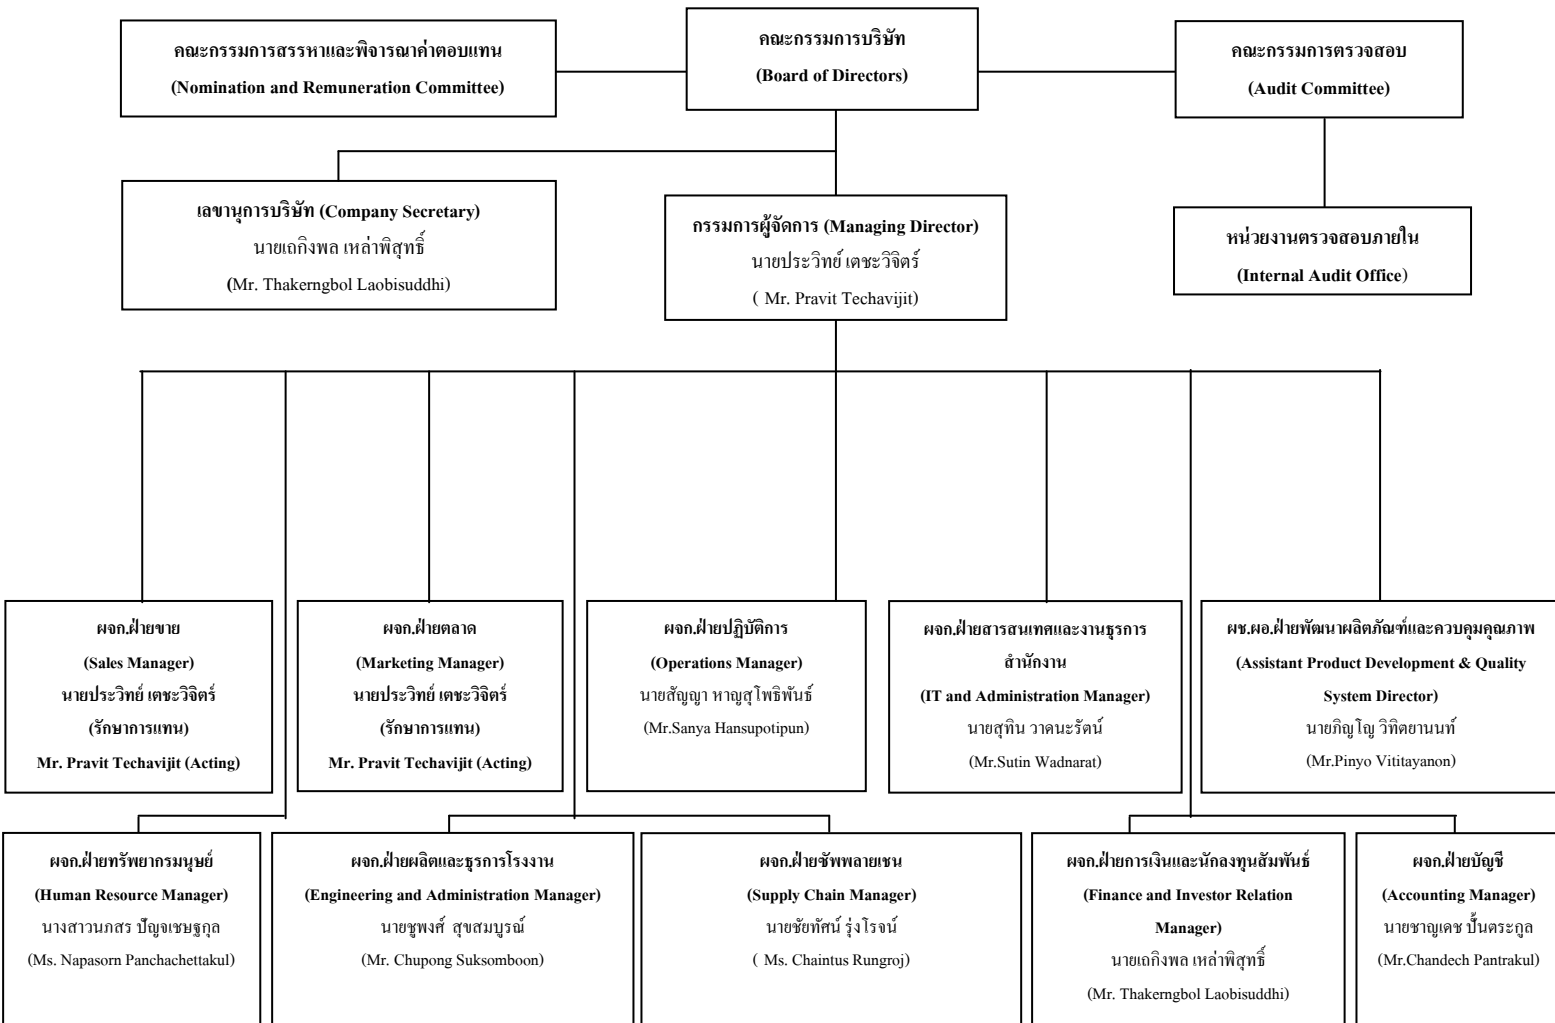 คณะกรรมการสรรหาและพิจารณาค่าตอบแทน
(Nomination and Remuneration Committee)
คณะกรรมการบริษัท
(Board of Directors)
คณะกรรมการตรวจสอบ
(Audit Committee)
เลขานุการบริษัท (Company Secretary)
นายเถกิงพล เหล่าพิสุทธิ์
(Mr. Thakerngbol Laobisuddhi)
กรรมการผู้จัดการ (Managing Director)
นายประวิทย์ เตชะวิจิตร์
( Mr. Pravit Techavijit)
หน่วยงานตรวจสอบภายใน
(Internal Audit Office)
ผจก.ฝ่ายขาย
(Sales Manager)
นายประวิทย์ เตชะวิจิตร์
(รักษาการแทน)
Mr. Pravit Techavijit (Acting)
ผจก.ฝ่ายตลาด
(Marketing Manager)
นายประวิทย์ เตชะวิจิตร์
(รักษาการแทน)
Mr. Pravit Techavijit (Acting)
ผจก.ฝ่ายปฏิบัติการ
(Operations Manager)
นายสัญญา หาญสุโพธิพันธ์
(Mr.Sanya Hansupotipun)
ผจก.ฝ่ายสารสนเทศและงานธุรการ
สำนักงาน
(IT and Administration Manager)
นายสุทิน วาดนะรัตน์
(Mr.Sutin Wadnarat)
ผช.ผอ.ฝ่ายพัฒนาผลิตภัณฑ์และควบคุมคุณภาพ
(Assistant Product Development & Quality
System Director)
นายภิญโญ วิทิตยานนท์
(Mr.Pinyo Vititayanon)
ผจก.ฝ่ายทรัพยากรมนุษย์
(Human Resource Manager)
นางสาวนภสร ปัญจเชษฐกุล
(Ms. Napasorn Panchachettakul)
ผจก.ฝ่ายผลิตและธุรการโรงงาน
(Engineering and Administration Manager)
นายชูพงศ์ สุขสมบูรณ์
(Mr. Chupong Suksomboon)
ผจก.ฝ่ายซัพพลายเชน
(Supply Chain Manager)
นายชัยทัศน์ รุ่งโรจน์
( Ms. Chaintus Rungroj)
ผจก.ฝ่ายการเงินและนักลงทุนสัมพันธ์
(Finance and Investor Relation
Manager)
นายเถกิงพล เหล่าพิสุทธิ์
(Mr. Thakerngbol Laobisuddhi)
ผจก.ฝ่ายบัญชี
(Accounting Manager)
นายชาญเดช ปั้นตระกูล
(Mr.Chandech Pantrakul)